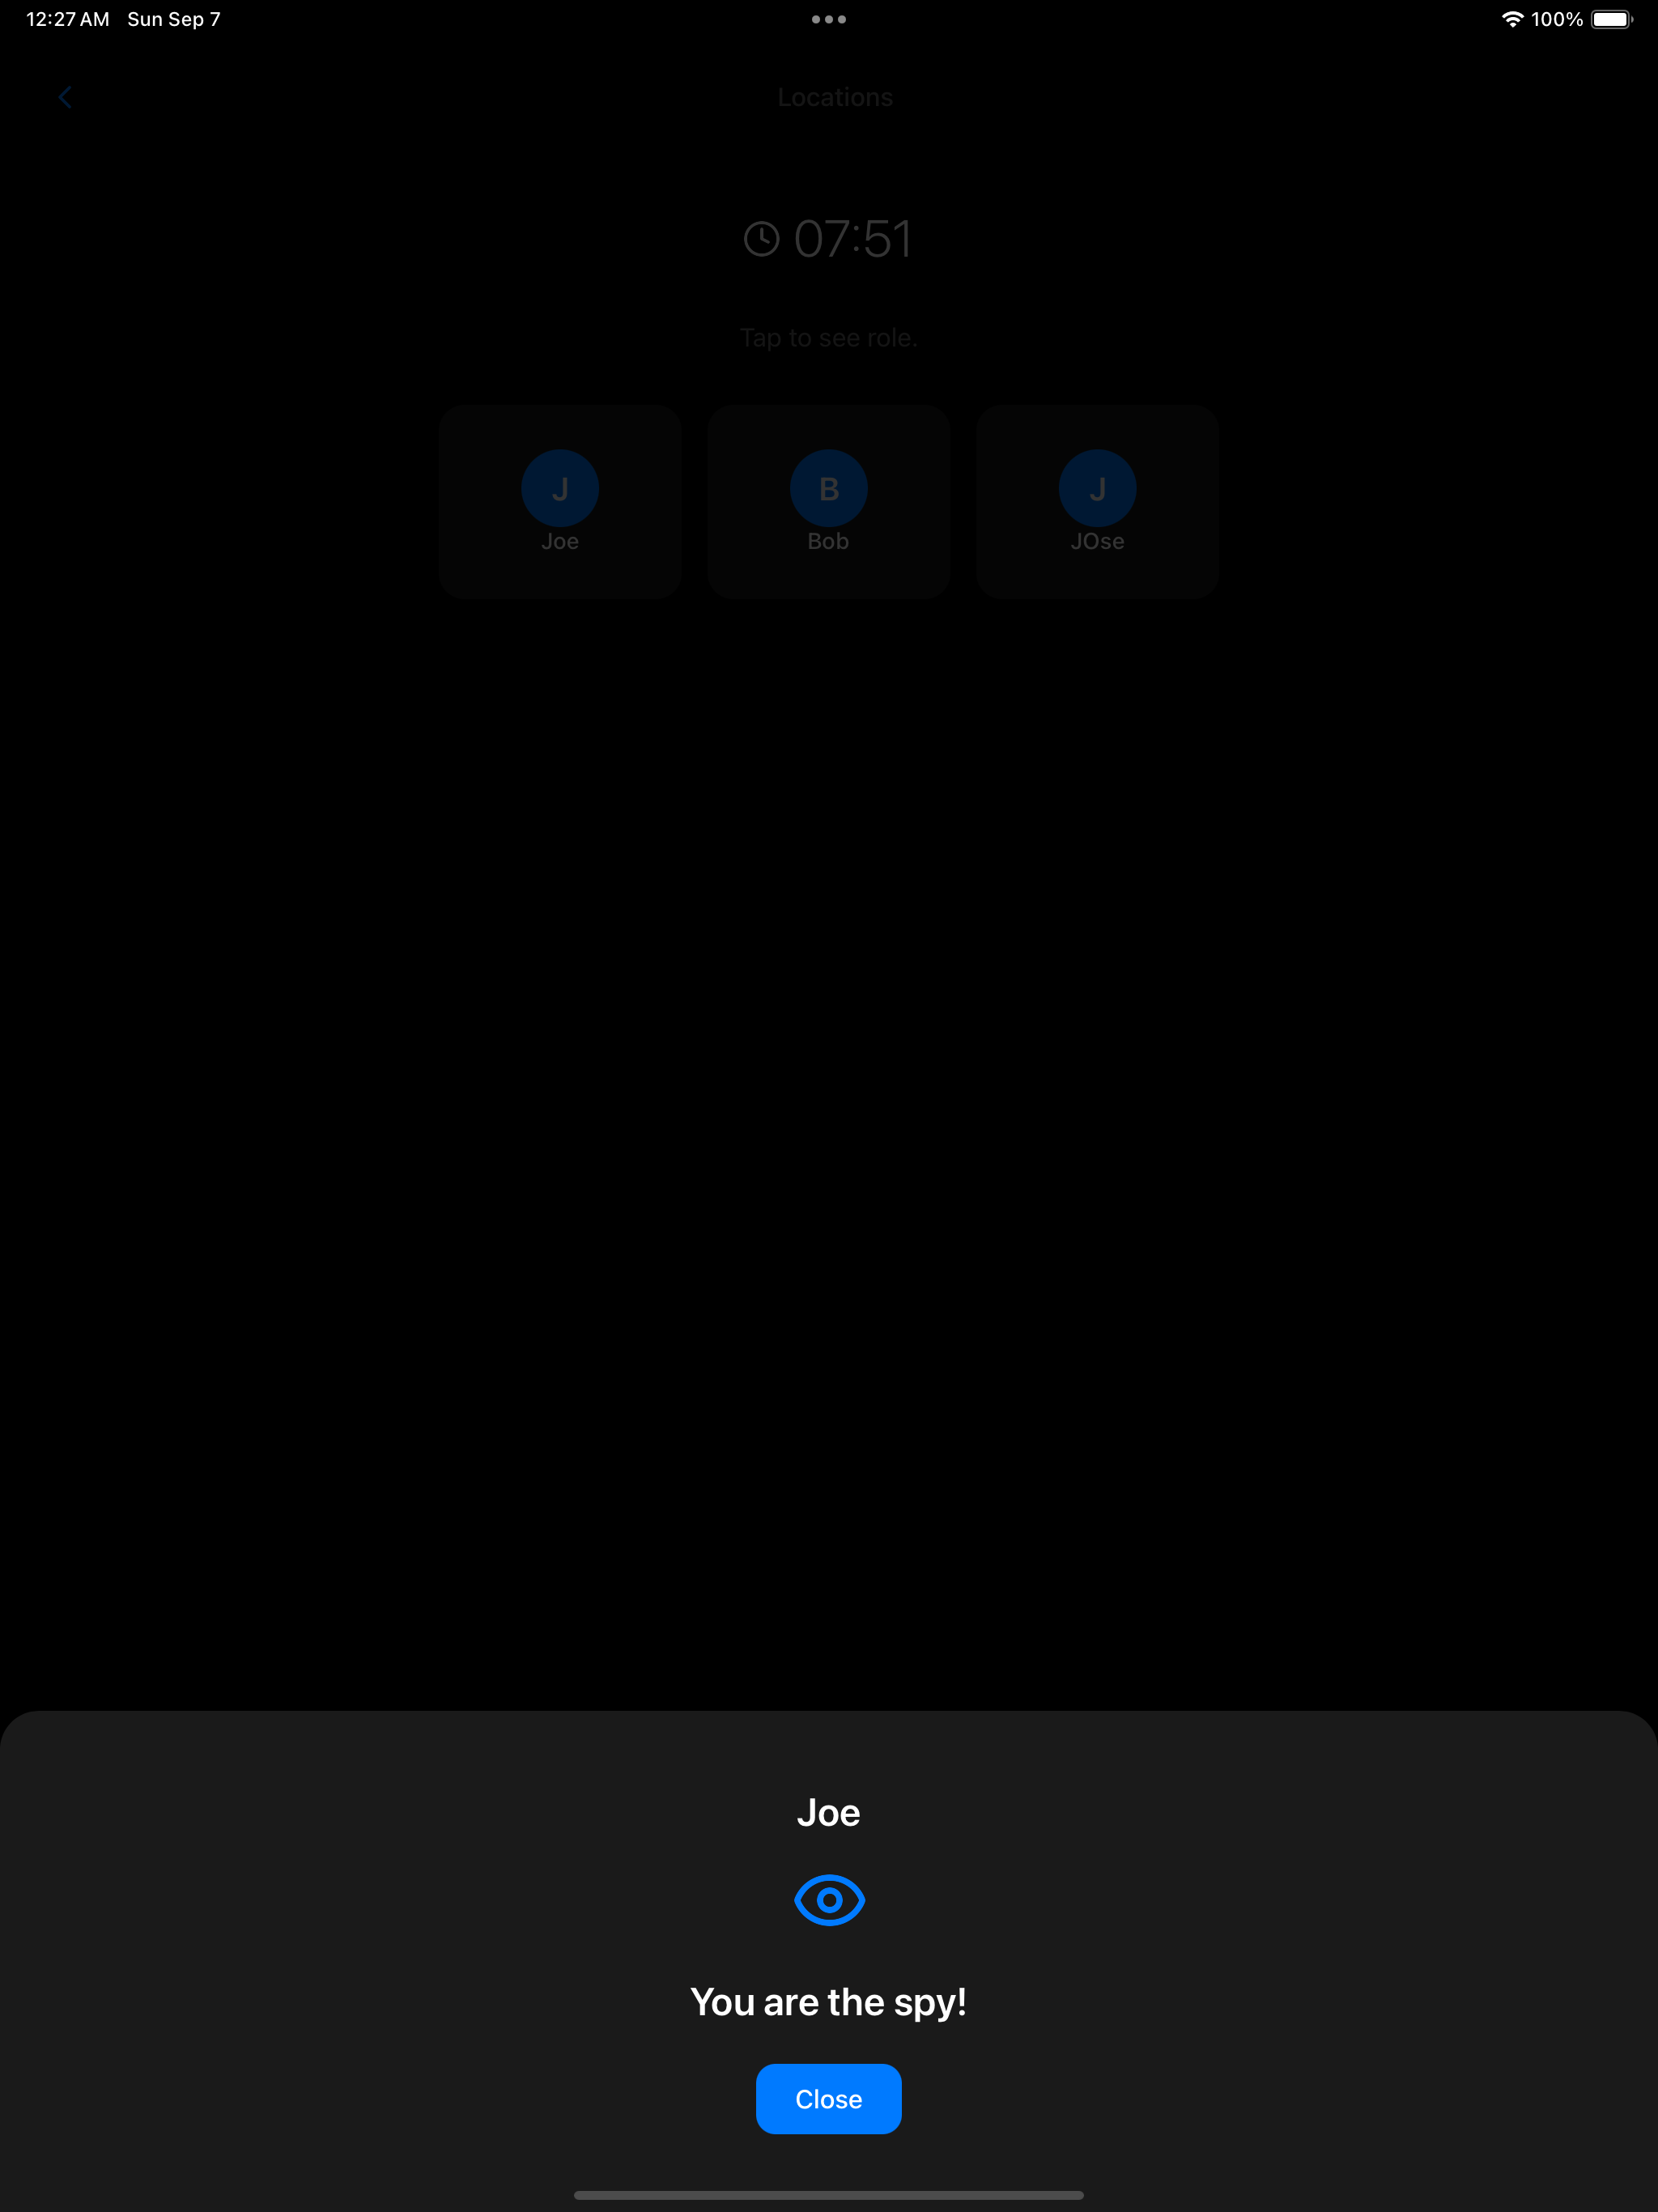 12:27 AM Sun Sep 7
100%
Locations
07:51
Tap to see role.
J B J
Joe Bob JOse
Joe
You are the spy!
Close